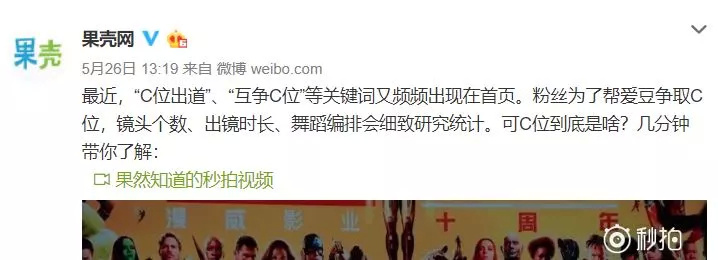 果壳网
果壳
5月26日 13:19 来自 微博 weibo.com
最近，“C位出道”、“互争C位”等关键词又频频出现在首页。粉丝为了帮爱豆争取C
位，镜头个数、出镜时长、舞蹈编排会细致研究统计。可C位到底是啥？几分钟
带你了解：
果然知道的秒拍视频
漫威影业 十周年
秒拍